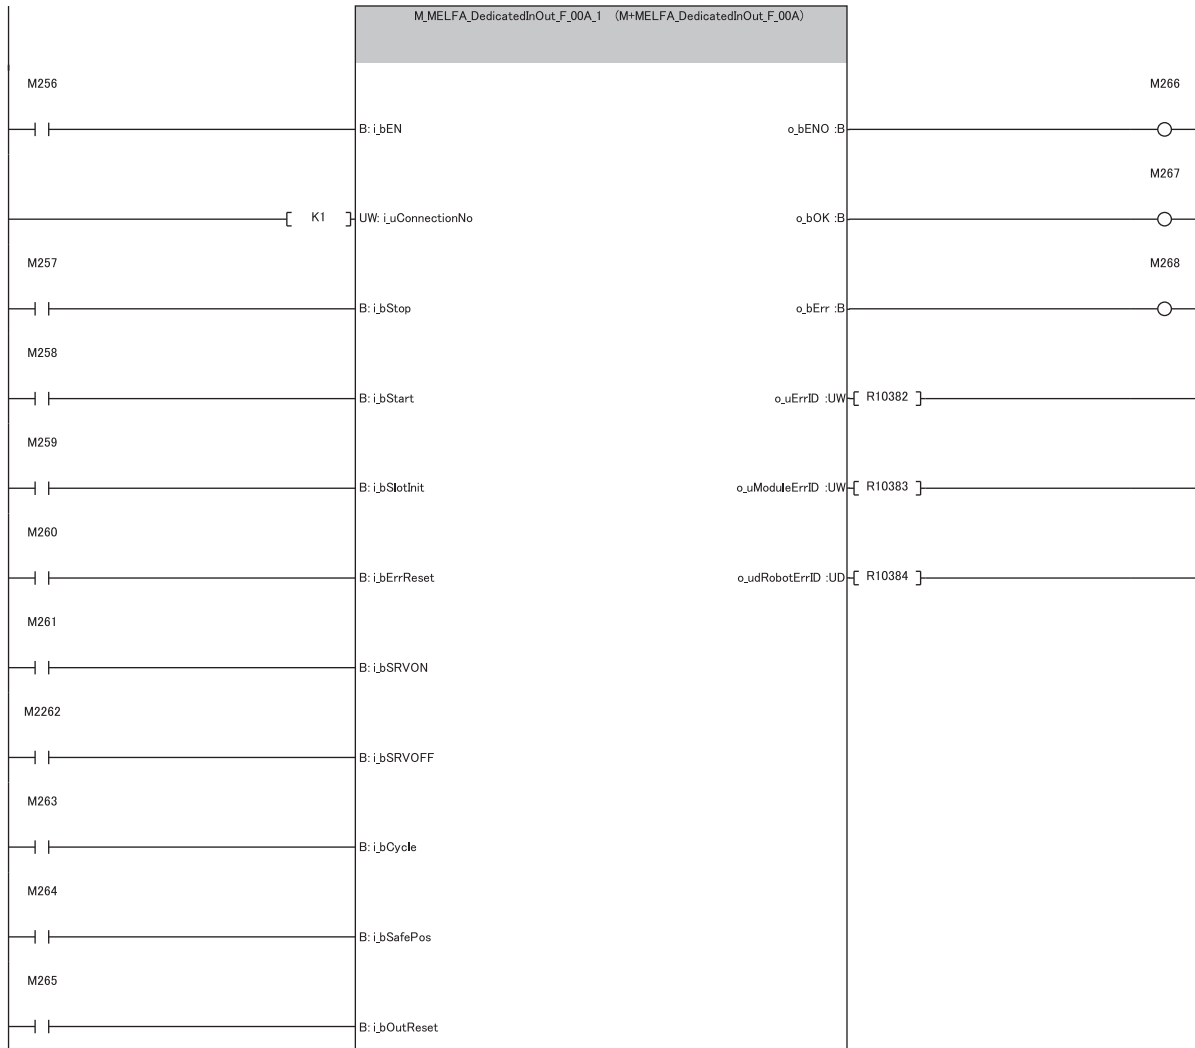 M_MELFA_DedicatedInOut_F_00A_1 (M+MELFA_DedicatedInOut_F_00A)
M256 M266
B: i_bEN o_bENO :B
M267
K1 UW: i_uConnectionNo o_bOK :B
M257 M268
B: i_bStop o_bErr :B
M258
B: i_bStart o_uErrID :UW R10382
M259
B: i_bSlotInit o_uModuleErrID :UW R10383
M260
B: i_bErrReset o_udRobotErrID :UD R10384
M261
B: i_bSRVON
M2262
B: i_bSRVOFF
M263
B: i_bCycle
M264
B: i_bSafePos
M265
B: i_bOutReset